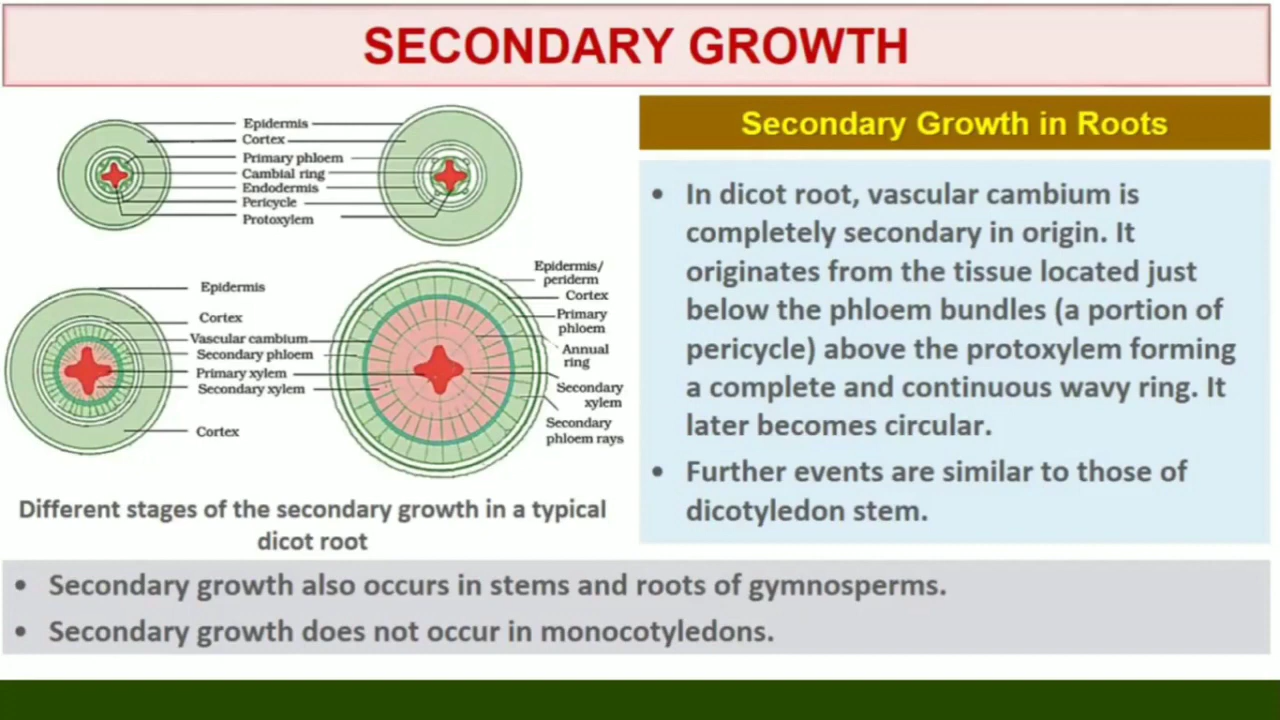 SECONDARY GROWTH
Epidermis
Cortex
Primary phloem
Cambial ring
Endodermis
Pericycle
Protoxylem
Epidermis
Cortex
Vascular cambium
Secondary phloem
Primary xylem
Secondary xylem
Cortex
Epidermis/
periderm
Cortex
Primary
phloem
Annual
ring
Secondary
xylem
Secondary
phloem rays
Different stages of the secondary growth in a typical
dicot root
Secondary Growth in Roots
• In dicot root, vascular cambium is
completely secondary in origin. It
originates from the tissue located just
below the phloem bundles (a portion of
pericycle) above the protoxylem forming
a complete and continuous wavy ring. It
later becomes circular.
• Further events are similar to those of
dicotyledon stem.
• Secondary growth also occurs in stems and roots of gymnosperms.
• Secondary growth does not occur in monocotyledons.